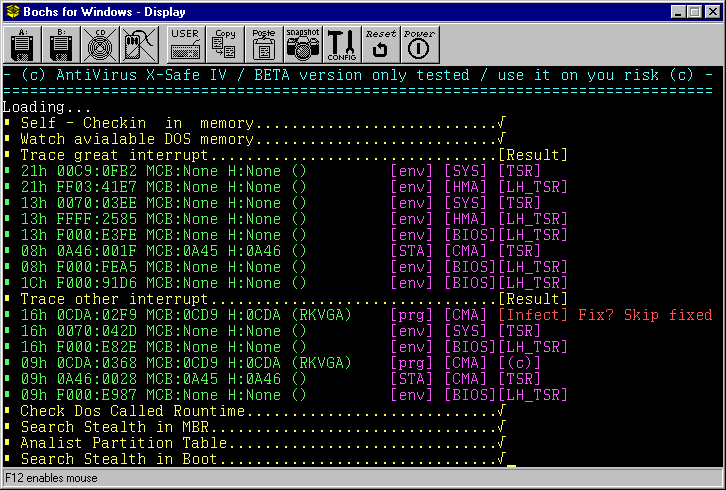 Bochs for Windows - Display
A: B: CD USER Copy Poste snapshot CONFIG Reset Power
- (c) AntiVirus X-Safe IV / BETA version only tested / use it on you risk (c) -
===============================================================================
Loading...
Self - Checkin in memory...........................√
Watch avialable DOS memory...........................√
Trace great interrupt................................[Result]
21h 00C9:0FB2 MCB:None H:None () [env] [SYS] [TSR]
21h FF03:41E7 MCB:None H:None () [env] [HMA] [LH_TSR]
13h 0070:03EE MCB:None H:None () [env] [SYS] [TSR]
13h FFFF:2585 MCB:None H:None () [env] [HMA] [LH_TSR]
13h F000:E3FE MCB:None H:None () [env] [BIOS][LH_TSR]
08h 0A46:001F MCB:0A45 H:0A46 () [STA] [CMA] [TSR]
08h F000:FEA5 MCB:None H:None () [env] [BIOS][LH_TSR]
1Ch F000:91D6 MCB:None H:None () [env] [BIOS][LH_TSR]
Trace other interrupt................................[Result]
16h 0CDA:02F9 MCB:0CD9 H:0CDA (RKVGA) [prg] [CMA] [Infect] Fix? Skip fixed
16h 0070:042D MCB:None H:None () [env] [SYS] [TSR]
16h F000:E82E MCB:None H:None () [env] [BIOS][LH_TSR]
09h 0CDA:0368 MCB:0CD9 H:0CDA (RKVGA) [prg] [CMA] [(c)]
09h 0A46:0028 MCB:0A45 H:0A46 () [STA] [CMA] [TSR]
09h F000:E987 MCB:None H:None () [env] [BIOS][LH_TSR]
Check Dos Called Rountime............................√
Search Stealth in MBR................................√
Analist Partition Table..............................√
Search Stealth in Boot...............................√_
F12 enables mouse